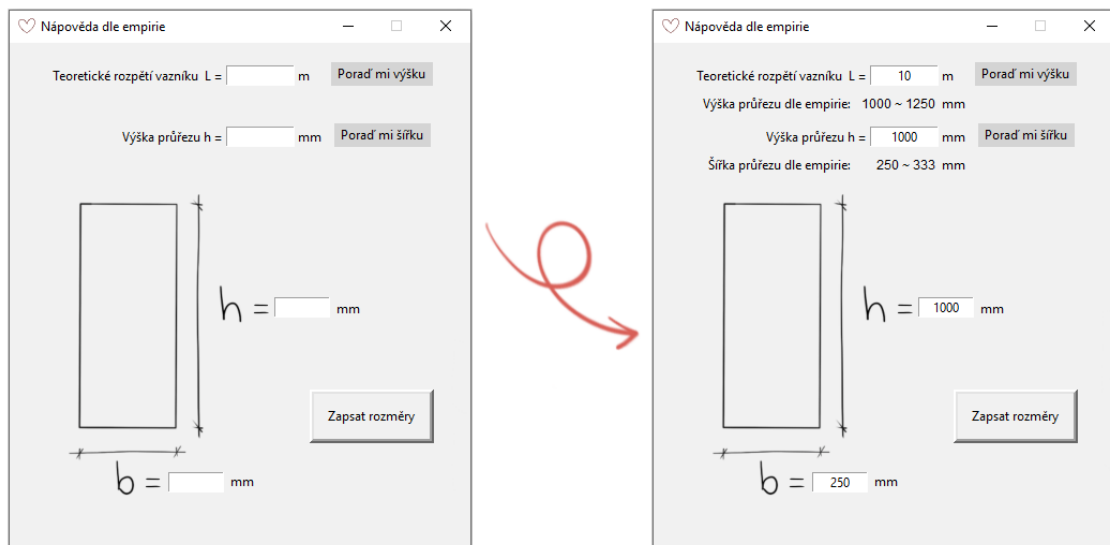 Nápověda dle empirie
Teoretické rozpětí vazníku L = m Poraď mi výšku
Výška průřezu h = mm Poraď mi šířku
h = mm
Zapsat rozměry
b = mm
Nápověda dle empirie
Teoretické rozpětí vazníku L = 10 m Poraď mi výšku
Výška průřezu dle empirie: 1000 ~ 1250 mm
Výška průřezu h = 1000 mm Poraď mi šířku
Šířka průřezu dle empirie: 250 ~ 333 mm
h = 1000 mm
Zapsat rozměry
b = 250 mm